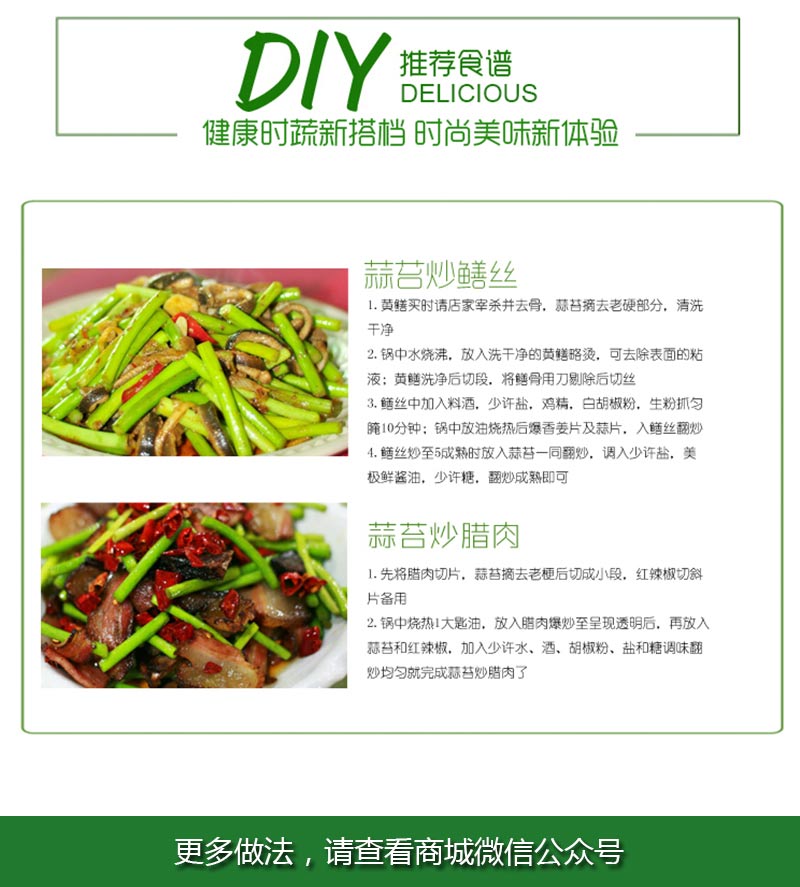 DIY 推荐食谱
DELICIOUS
健康时蔬新搭档 时尚美味新体验
蒜苔炒鳝丝
1.黄鳝买时请店家宰杀并去骨，蒜苔摘去老硬部分，清洗
干净
2.锅中水烧沸，放入洗干净的黄鳝略烫，可去除表面的粘
液；黄鳝洗净后切段，将鳝骨用刀剔除后切丝
3.鳝丝中加入料酒，少许盐，鸡精，白胡椒粉，生粉抓匀
腌10分钟；锅中放油烧热后爆香姜片及蒜片，入鳝丝翻炒
4.鳝丝炒至5成熟时放入蒜苔一同翻炒，调入少许盐，美
极鲜酱油，少许糖，翻炒成熟即可
蒜苔炒腊肉
1.先将腊肉切片，蒜苔摘去老梗后切成小段，红辣椒切斜
片备用
2.锅中烧热1大匙油，放入腊肉爆炒至呈现透明后，再放入
蒜苔和红辣椒，加入少许水、酒、胡椒粉、盐和糖调味翻
炒均匀就完成蒜苔炒腊肉了
更多做法，请查看商城微信公众号